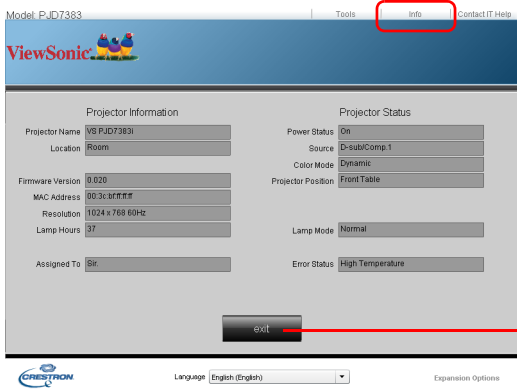 Model: PJD7383
Tools Info Contact IT Help
ViewSonic
Projector Information
Projector Name VS PJD7383i
Location Room
Firmware Version 0.020
MAC Address 00:3c:bf:ff:ff:ff
Resolution 1024 x 768 60Hz
Lamp Hours 37
Assigned To Sir.
Projector Status
Power Status On
Source D-sub/Comp.1
Color Mode Dynamic
Projector Position Front Table
Lamp Mode Normal
Error Status High Temperature
exit
CRESTRON
Language English (English)
Expansion Options